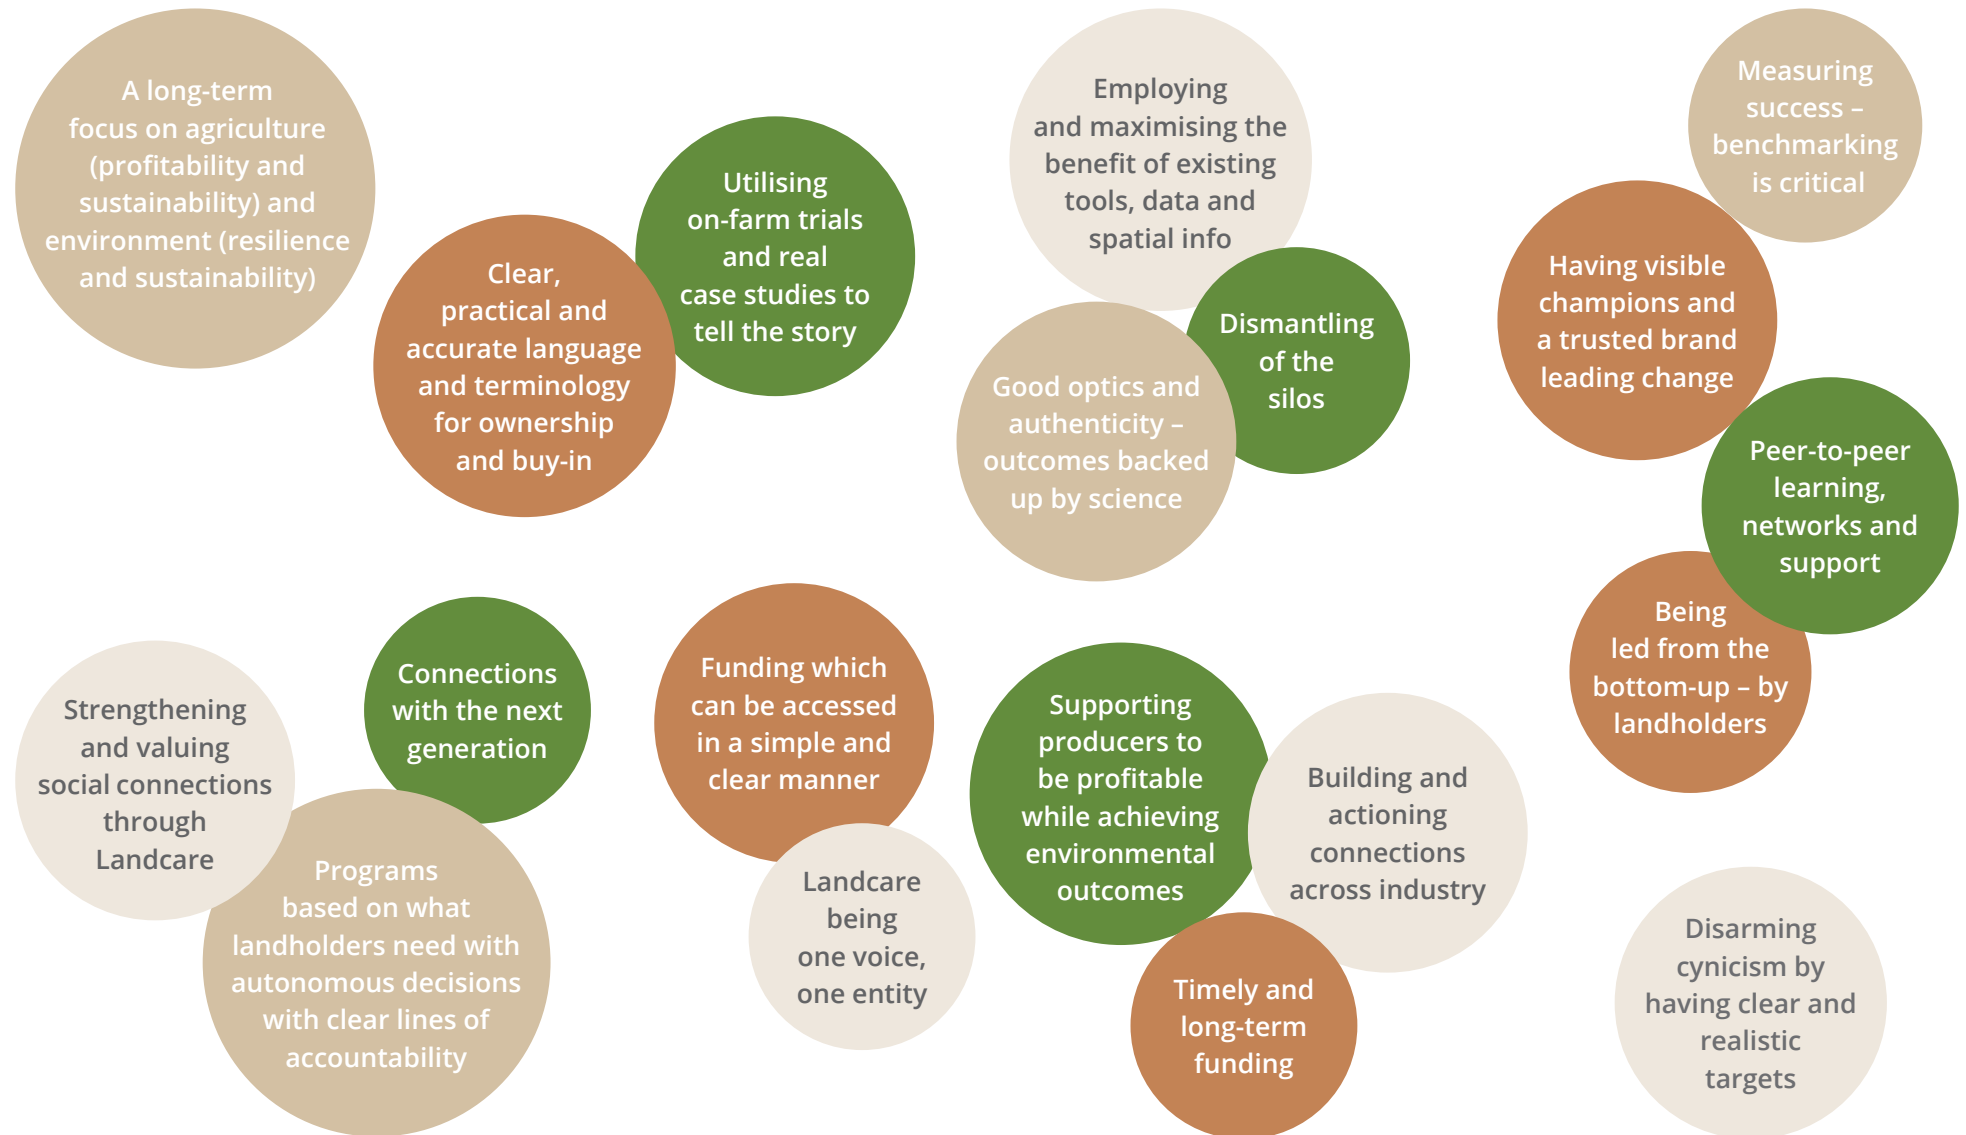 A long-term
focus on agriculture
(profitability and
sustainability) and
environment (resilience
and sustainability)
Clear,
practical and
accurate language
and terminology
for ownership
and buy-in
Utilising
on-farm trials
and real
case studies to
tell the story
Employing
and maximising the
benefit of existing
tools, data and
spatial info
Dismantling
of the
silos
Good optics and
authenticity –
outcomes backed
up by science
Measuring
success –
benchmarking
is critical
Having visible
champions and
a trusted brand
leading change
Peer-to-peer
learning,
networks and
support
Being
led from the
bottom-up – by
landholders
Strengthening
and valuing
social connections
through
Landcare
Connections
with the next
generation
Programs
based on what
landholders need with
autonomous decisions
with clear lines of
accountability
Funding which
can be accessed
in a simple and
clear manner
Landcare
being
one voice,
one entity
Supporting
producers to
be profitable
while achieving
environmental
outcomes
Building and
actioning
connections
across industry
Timely and
long-term
funding
Disarming
cynicism by
having clear and
realistic
targets